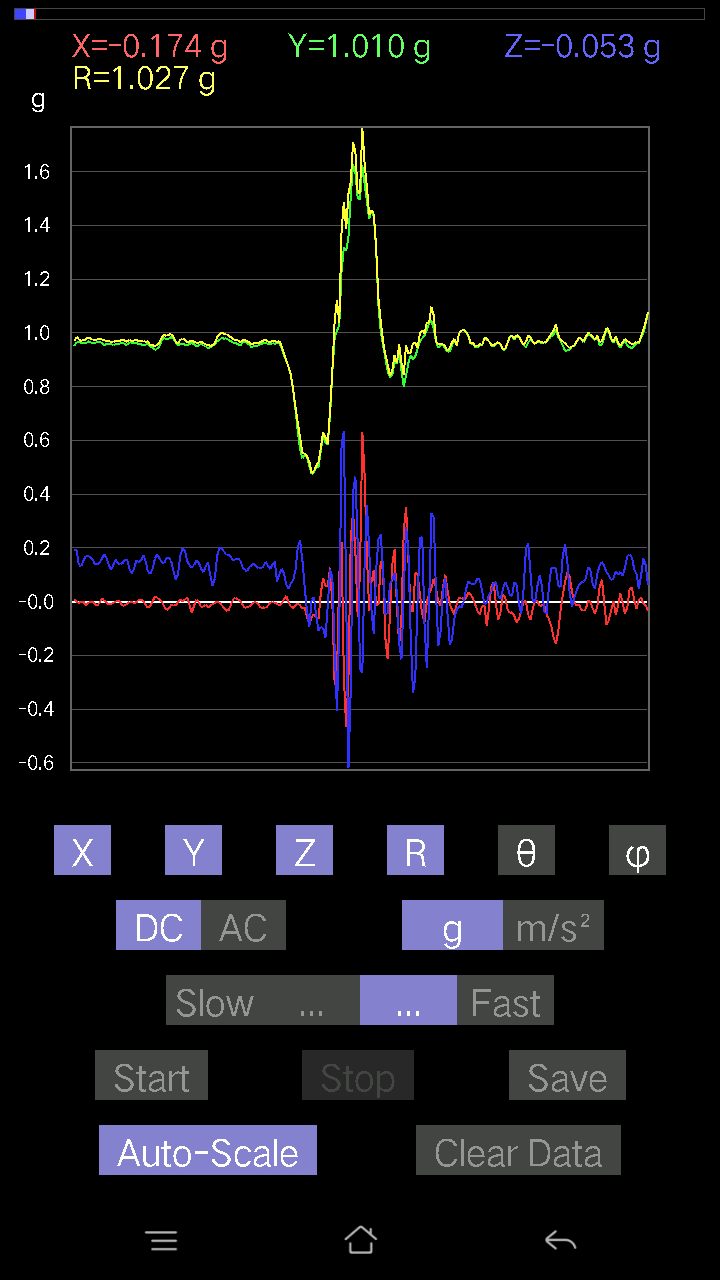 X=-0.174 g Y=1.010 g Z=-0.053 g
R=1.027 g
g
1.6
1.4
1.2
1.0
0.8
0.6
0.4
0.2
-0.0
-0.2
-0.4
-0.6
X Y Z R θ φ
DC AC g m/s²
Slow ... ... Fast
Start Stop Save
Auto-Scale Clear Data